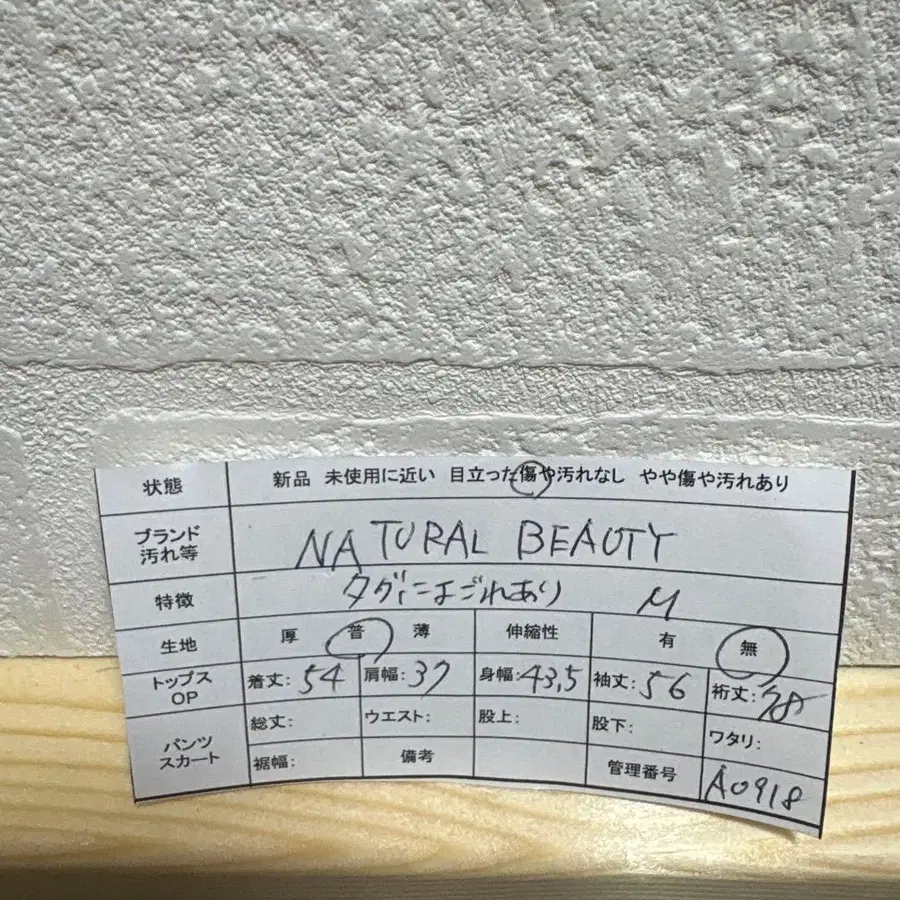 状態 新品 未使用に近い 目立った傷や汚れなし やや傷や汚れあり
ブランド 汚れ等 NATURAL BEAUTY
特徴 タグによごれあり M
生地 厚 普 薄 伸縮性 有 無
トップス OP 着丈:54 肩幅:37 身幅:43,5 袖丈:56 裄丈:78
パンツ スカート 総丈: ウエスト: 股上: 股下: ワタリ:
裾幅: 備考 管理番号 A0918